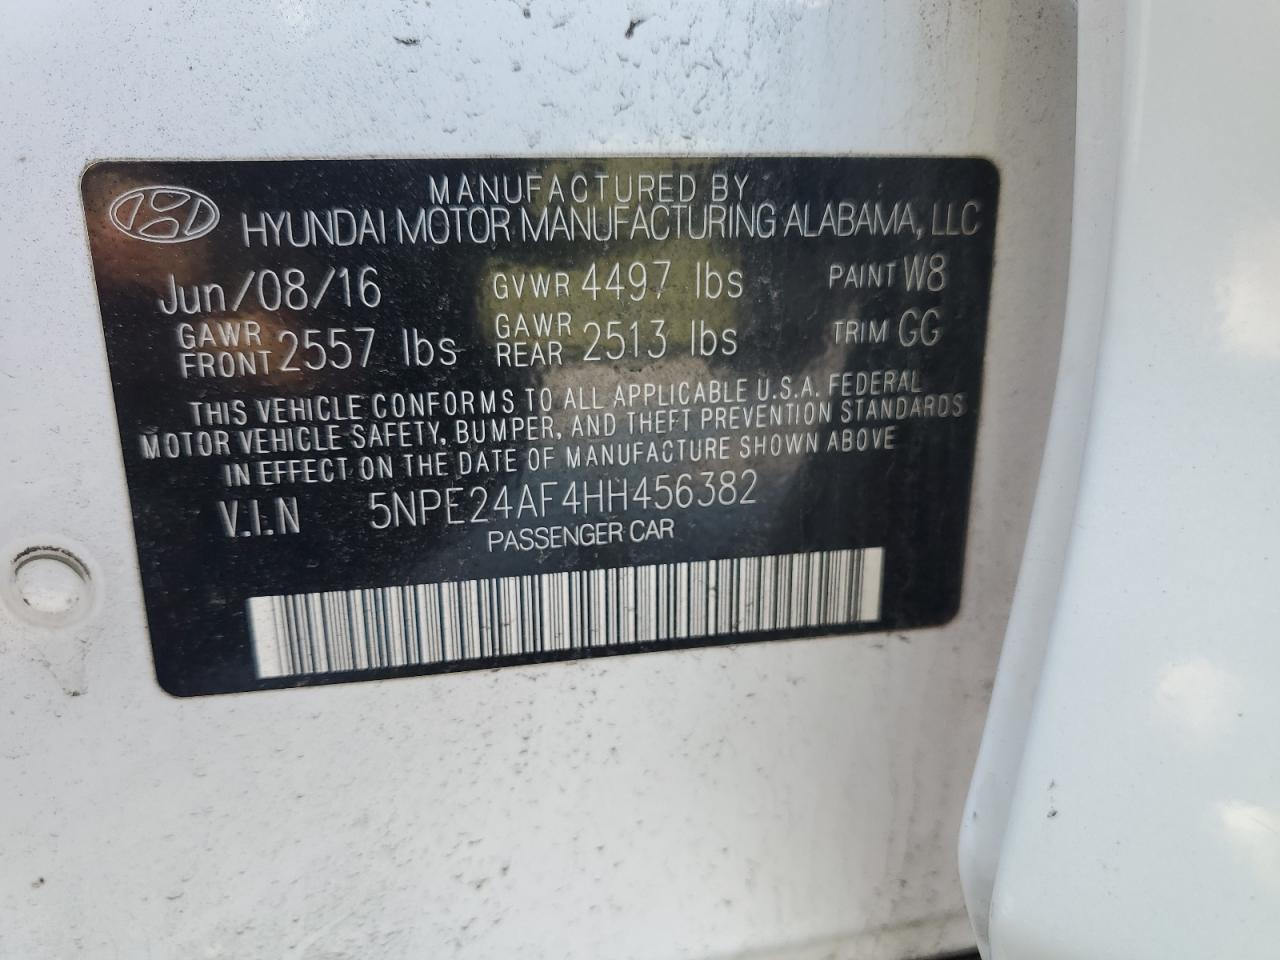 MANUFACTURED BY
HYUNDAI MOTOR MANUFACTURING ALABAMA, LLC
Jun/08/16 GVWR 4497 lbs PAINT W8
GAWR FRONT 2557 lbs GAWR REAR 2513 lbs TRIM GG
THIS VEHICLE CONFORMS TO ALL APPLICABLE U.S.A. FEDERAL
MOTOR VEHICLE SAFETY, BUMPER, AND THEFT PREVENTION STANDARDS
IN EFFECT ON THE DATE OF MANUFACTURE SHOWN ABOVE
V.I.N 5NPE24AF4HH456382
PASSENGER CAR